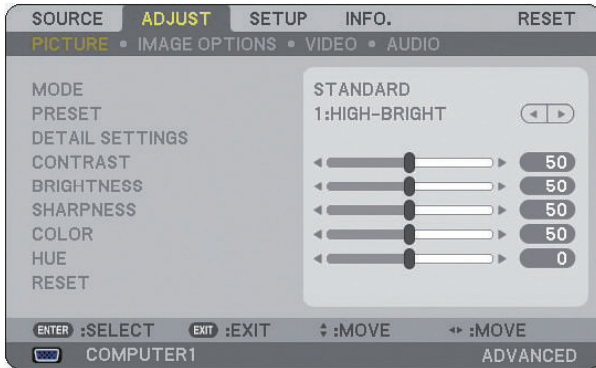 SOURCE ADJUST SETUP INFO. RESET
PICTURE • IMAGE OPTIONS • VIDEO • AUDIO
MODE STANDARD
PRESET 1:HIGH-BRIGHT
DETAIL SETTINGS
CONTRAST 50
BRIGHTNESS 50
SHARPNESS 50
COLOR 50
HUE 0
RESET
ENTER :SELECT EXIT :EXIT :MOVE :MOVE
COMPUTER1 ADVANCED